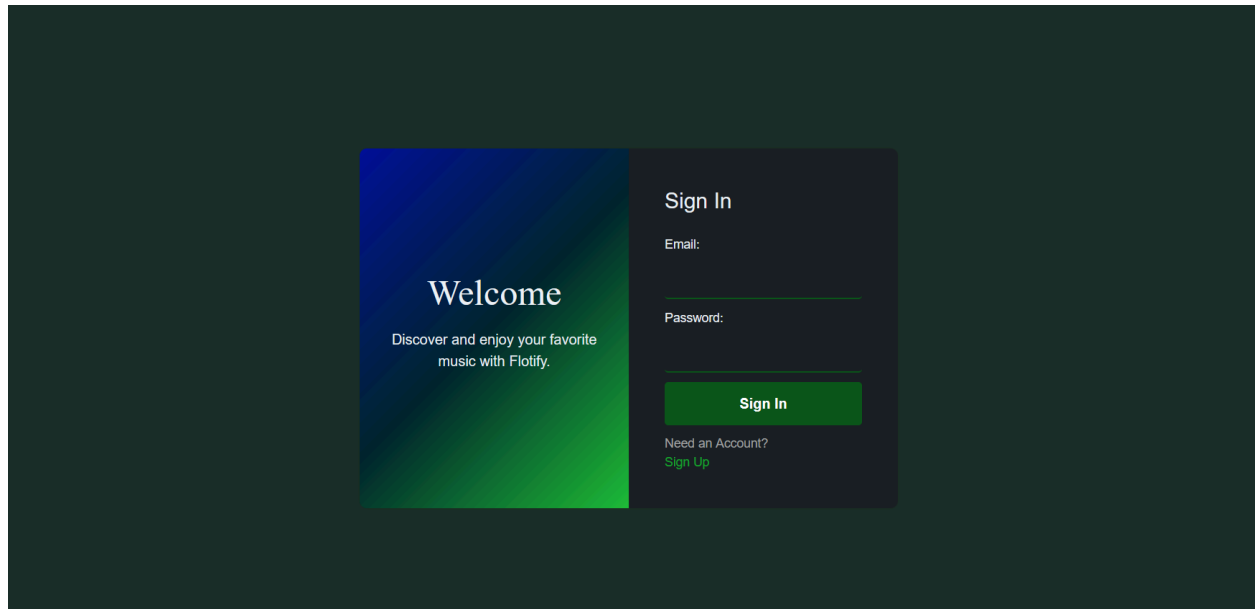 Welcome
Discover and enjoy your favorite
music with Flotify.
Sign In
Email:
Password:
Sign In
Need an Account?
Sign Up